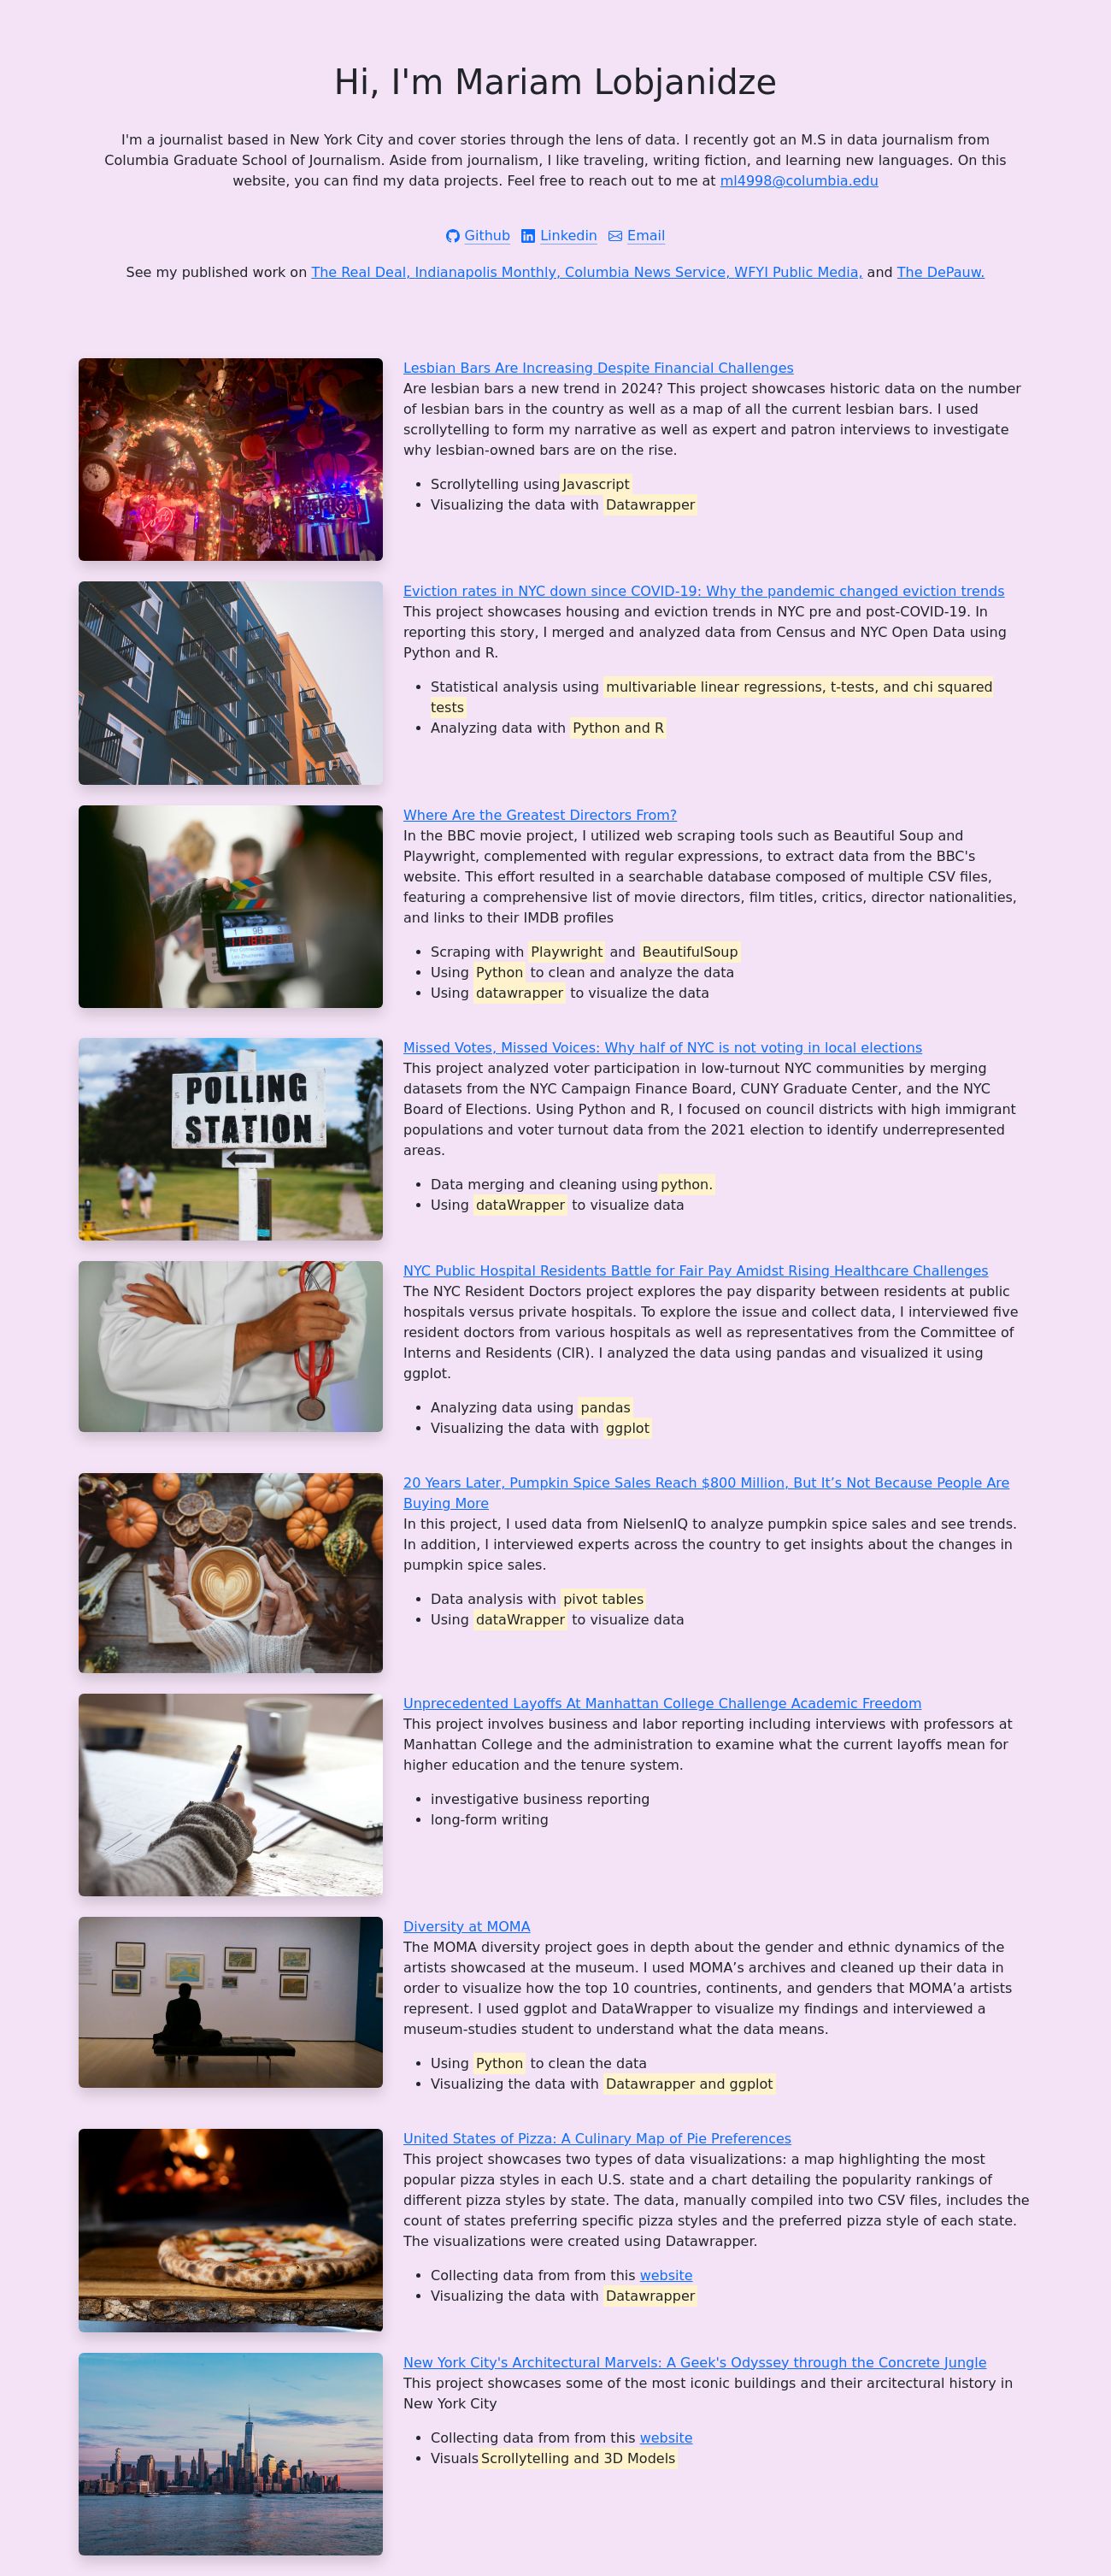 Hi, I'm Mariam Lobjanidze
I'm a journalist based in New York City and cover stories through the lens of data. I recently got an M.S in data journalism from
Columbia Graduate School of Journalism. Aside from journalism, I like traveling, writing fiction, and learning new languages. On this
website, you can find my data projects. Feel free to reach out to me at ml4998@columbia.edu
Github Linkedin Email
See my published work on The Real Deal, Indianapolis Monthly, Columbia News Service, WFYI Public Media, and The DePauw.
Lesbian Bars Are Increasing Despite Financial Challenges
Are lesbian bars a new trend in 2024? This project showcases historic data on the number
of lesbian bars in the country as well as a map of all the current lesbian bars. I used
scrollytelling to form my narrative as well as expert and patron interviews to investigate
why lesbian-owned bars are on the rise.
• Scrollytelling using Javascript
• Visualizing the data with Datawrapper
Eviction rates in NYC down since COVID-19: Why the pandemic changed eviction trends
This project showcases housing and eviction trends in NYC pre and post-COVID-19. In
reporting this story, I merged and analyzed data from Census and NYC Open Data using
Python and R.
• Statistical analysis using multivariable linear regressions, t-tests, and chi squared
tests
• Analyzing data with Python and R
Where Are the Greatest Directors From?
In the BBC movie project, I utilized web scraping tools such as Beautiful Soup and
Playwright, complemented with regular expressions, to extract data from the BBC's
website. This effort resulted in a searchable database composed of multiple CSV files,
featuring a comprehensive list of movie directors, film titles, critics, director nationalities,
and links to their IMDB profiles
• Scraping with Playwright and BeautifulSoup
• Using Python to clean and analyze the data
• Using datawrapper to visualize the data
POLLING
STATION
Missed Votes, Missed Voices: Why half of NYC is not voting in local elections
This project analyzed voter participation in low-turnout NYC communities by merging
datasets from the NYC Campaign Finance Board, CUNY Graduate Center, and the NYC
Board of Elections. Using Python and R, I focused on council districts with high immigrant
populations and voter turnout data from the 2021 election to identify underrepresented
areas.
• Data merging and cleaning using python.
• Using dataWrapper to visualize data
NYC Public Hospital Residents Battle for Fair Pay Amidst Rising Healthcare Challenges
The NYC Resident Doctors project explores the pay disparity between residents at public
hospitals versus private hospitals. To explore the issue and collect data, I interviewed five
resident doctors from various hospitals as well as representatives from the Committee of
Interns and Residents (CIR). I analyzed the data using pandas and visualized it using
ggplot.
• Analyzing data using pandas
• Visualizing the data with ggplot
20 Years Later, Pumpkin Spice Sales Reach $800 Million, But It’s Not Because People Are
Buying More
In this project, I used data from NielsenIQ to analyze pumpkin spice sales and see trends.
In addition, I interviewed experts across the country to get insights about the changes in
pumpkin spice sales.
• Data analysis with pivot tables
• Using dataWrapper to visualize data
Unprecedented Layoffs At Manhattan College Challenge Academic Freedom
This project involves business and labor reporting including interviews with professors at
Manhattan College and the administration to examine what the current layoffs mean for
higher education and the tenure system.
• investigative business reporting
• long-form writing
Diversity at MOMA
The MOMA diversity project goes in depth about the gender and ethnic dynamics of the
artists showcased at the museum. I used MOMA’s archives and cleaned up their data in
order to visualize how the top 10 countries, continents, and genders that MOMA’a artists
represent. I used ggplot and DataWrapper to visualize my findings and interviewed a
museum-studies student to understand what the data means.
• Using Python to clean the data
• Visualizing the data with Datawrapper and ggplot
United States of Pizza: A Culinary Map of Pie Preferences
This project showcases two types of data visualizations: a map highlighting the most
popular pizza styles in each U.S. state and a chart detailing the popularity rankings of
different pizza styles by state. The data, manually compiled into two CSV files, includes the
count of states preferring specific pizza styles and the preferred pizza style of each state.
The visualizations were created using Datawrapper.
• Collecting data from from this website
• Visualizing the data with Datawrapper
New York City's Architectural Marvels: A Geek's Odyssey through the Concrete Jungle
This project showcases some of the most iconic buildings and their arcitectural history in
New York City
• Collecting data from from this website
• Visuals Scrollytelling and 3D Models